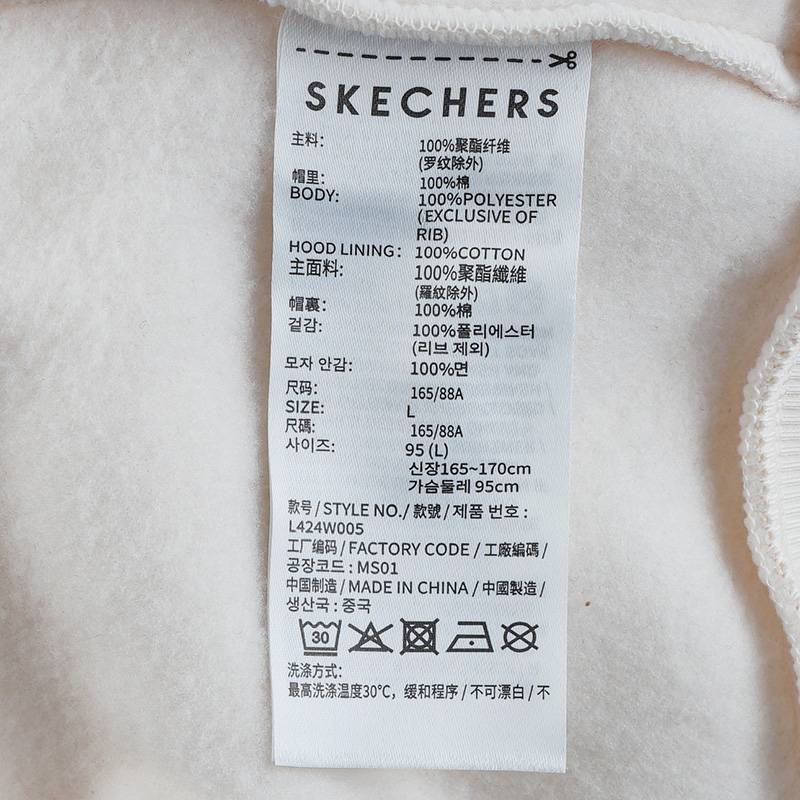 SKECHERS
主料: 100%聚酯纤维
(罗纹除外)
帽里: 100%棉
BODY: 100%POLYESTER
(EXCLUSIVE OF
RIB)
HOOD LINING: 100%COTTON
主面料: 100%聚酯纖維
(羅紋除外)
帽裏: 100%棉
겉감: 100%폴리에스터
(리브 제외)
모자 안감: 100%면
尺码: 165/88A
SIZE: L
尺碼: 165/88A
사이즈: 95 (L)
신장165~170cm
가슴둘레 95cm
款号 / STYLE NO./ 款號 / 제품 번호 :
L424W005
工厂编码 / FACTORY CODE / 工廠編碼 /
공장코드 : MS01
中国制造 / MADE IN CHINA / 中國製造 /
생산국 : 중국
30
洗涤方式:
最高洗涤温度30°C，缓和程序 / 不可漂白 / 不